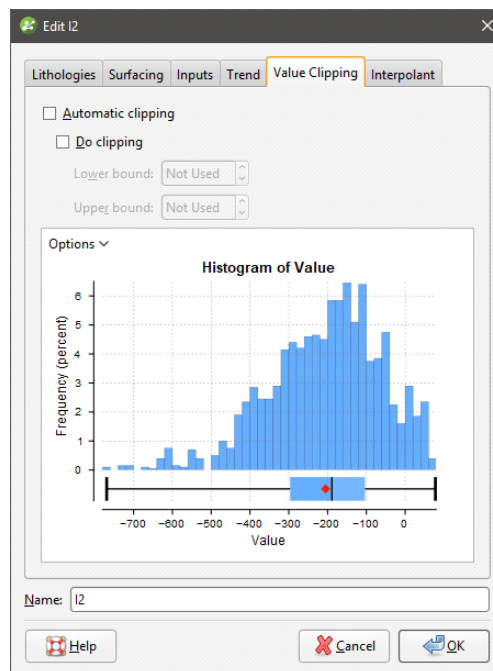 Edit I2
Lithologies Surfacing Inputs Trend Value Clipping Interpolant
Automatic clipping
Do clipping
Lower bound: Not Used
Upper bound: Not Used
Options
Histogram of Value
Frequency (percent)
6
5
4
3
2
1
0
-700 -600 -500 -400 -300 -200 -100 0
Value
Name: I2
Help Cancel OK